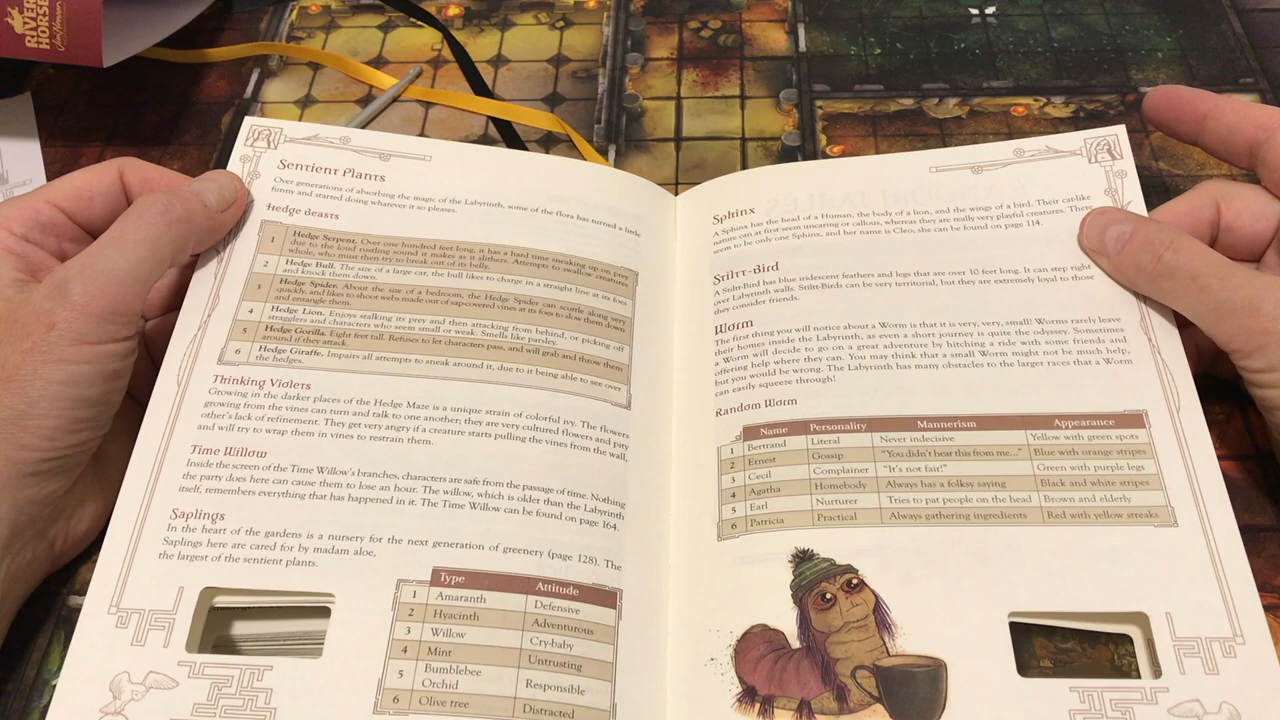 RIVER
HORSE
Sentient Plants
Over generations of absorbing the magic of the Labyrinth, some of the flora has turned a little
funny and started doing whatever it so pleases.
Hedge Beasts
1 Hedge Serpent. Over one hundred feet long, it has a hard time sneaking up on prey
due to the loud rustling sound it makes as it slithers. Attempts to swallow creatures
whole, who must then try to break out of its belly.
2 Hedge Bull. The size of a large car, the bull likes to charge in a straight line at its foes
and knock them down.
3 Hedge Spider. About the size of a bedroom, the Hedge Spider can scuttle along very
quickly, and likes to shoot webs made out of sap-covered vines at its foes to slow them down
and entangle them.
4 Hedge Lion. Enjoys stalking its prey and then attacking from behind, or picking off
stragglers and characters who seem small or weak. Smells like parsley.
5 Hedge Gorilla. Eight feet tall. Refuses to let characters pass, and will grab and throw them
around if they attack.
6 Hedge Giraffe. Impairs all attempts to sneak around it, due to it being able to see over
the hedges.
Thinking Violets
Growing in the darker places of the Hedge Maze is a unique strain of colorful ivy. The flowers
growing from the vines can turn and talk to one another; they are very cultured flowers and pity
other's lack of refinement. They get very angry if a creature starts pulling the vines from the wall,
and will try to wrap them in vines to restrain them.
Time Willow
Inside the screen of the Time Willow's branches, characters are safe from the passage of time. Nothing
the party does here can cause them to lose an hour. The willow, which is older than the Labyrinth
itself, remembers everything that has happened in it. The Time Willow can be found on page 164.
Saplings
In the heart of the gardens is a nursery for the next generation of greenery (page 128). The
Saplings here are cared for by madam aloe,
the largest of the sentient plants.
Type Attitude
1 Amaranth Defensive
2 Hyacinth Adventurous
3 Willow Cry-baby
4 Mint Untrusting
5 Bumblebee Orchid Responsible
6 Olive tree Distracted
Sphinx
A Sphinx has the head of a Human, the body of a lion, and the wings of a bird. Their cat-like
nature can at first seem uncaring or callous, whereas they are really very playful creatures. There
seem to be only one Sphinx, and her name is Cleo; she can be found on page 114.
Stilt-Bird
A Stilt-Bird has blue iridescent feathers and legs that are over 10 feet long. It can step right
over Labyrinth walls. Stilt-Birds can be very territorial, but they are extremely loyal to those
they consider friends.
Worm
The first thing you will notice about a Worm is that it is very, very, small! Worms rarely leave
their homes inside the Labyrinth, as even a short journey is quite the odyssey. Sometimes
a Worm will decide to go on a great adventure by hitching a ride with some friends and
offering help where they can. You may think that a small Worm might not be much help,
but you would be wrong. The Labyrinth has many obstacles to the larger races that a Worm
can easily squeeze through!
Random Worm
Name Personality Mannerism Appearance
1 Bertrand Literal Never indecisive Yellow with green spots
2 Ernest Gossip "You didn't hear this from me..." Blue with orange stripes
3 Cecil Complainer "It's not fair!" Green with purple legs
4 Agatha Homebody Always has a folksy saying Black and white stripes
5 Earl Nurturer Tries to pat people on the head Brown and elderly
6 Patricia Practical Always gathering ingredients Red with yellow streaks